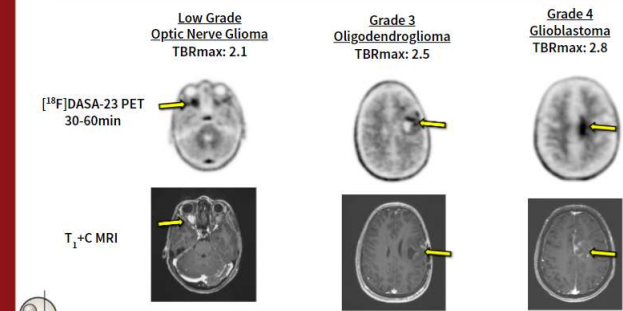 Low Grade
Optic Nerve Glioma
TBRmax: 2.1
Grade 3
Oligodendroglioma
TBRmax: 2.5
Grade 4
Glioblastoma
TBRmax: 2.8
[¹⁸F]DASA-23 PET
30-60min
T₁+C MRI